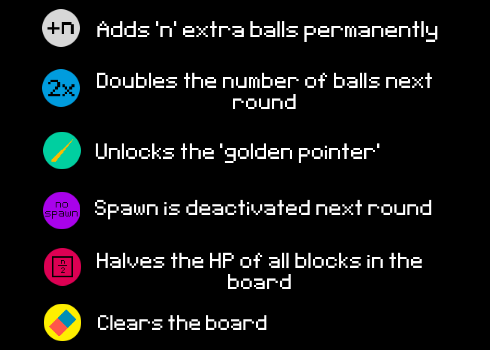 +n Adds 'n' extra balls permanently
2x Doubles the number of balls next
round
Unlocks the 'golden pointer'
no
spawn
Spawn is deactivated next round
n
2
Halves the HP of all blocks in the
board
Clears the board